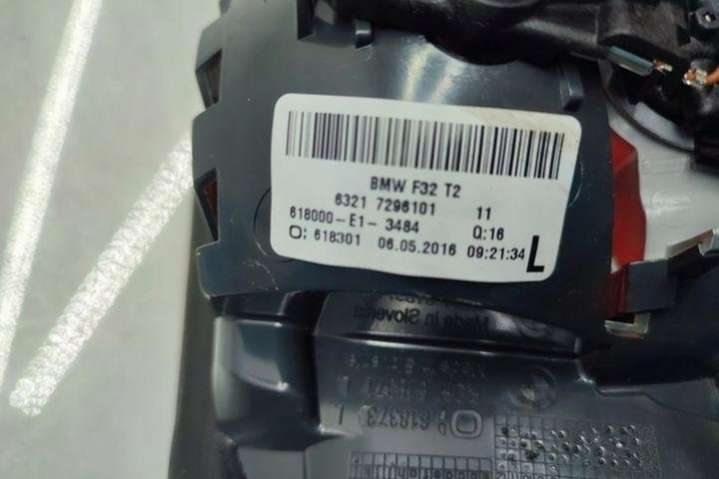 BMW F32 T2
6321 7296101 11
618000-E1- 3484 Q:16
O: 618301 06.05.2016 09:21:34 L
Made in Slovenia
618373 L